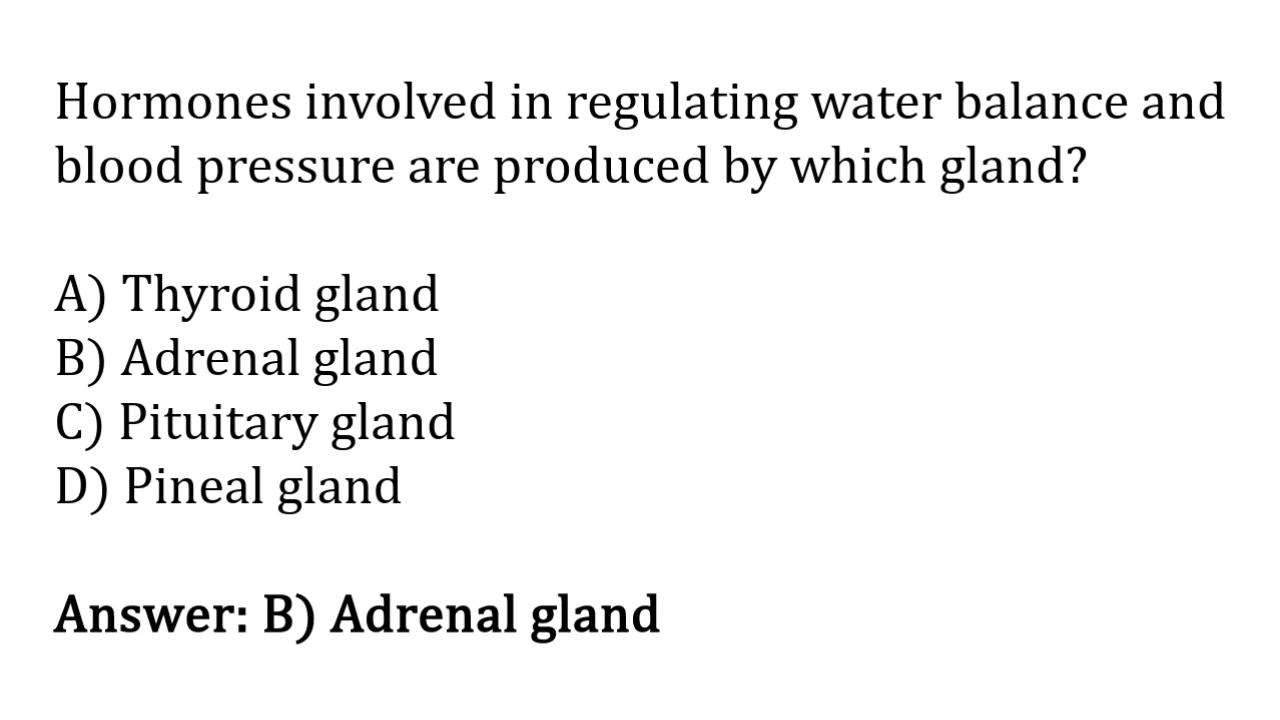 Hormones involved in regulating water balance and
blood pressure are produced by which gland?
A) Thyroid gland
B) Adrenal gland
C) Pituitary gland
D) Pineal gland
Answer: B) Adrenal gland